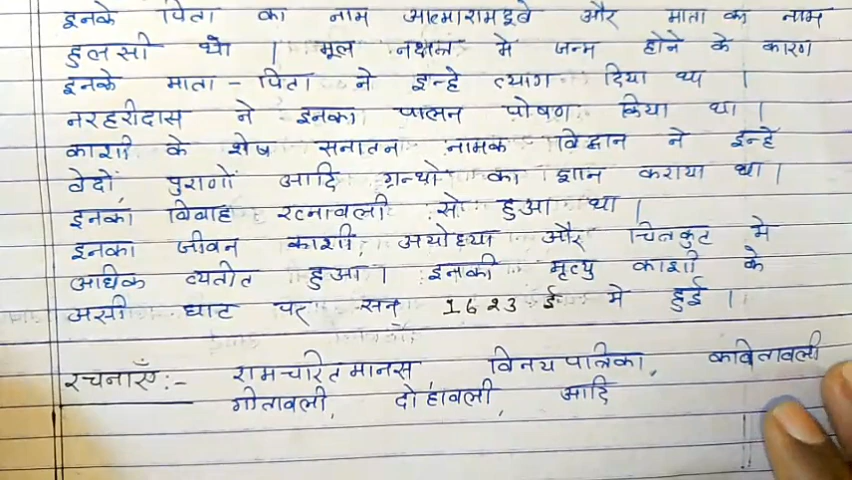 इनके पिता का नाम आत्माराम दुबे और माता का नाम
हुलसी था । मूल नक्षत्र में जन्म होने के कारण
इनके माता - पिता ने इन्हे त्याग दिया था ।
नरहरीदास ने इनका पालन पोषण किया था ।
काशी के शेष सनातन नामक विद्वान ने इन्हें
वेदों, पुराणों आदि ग्रन्थो का ज्ञान कराया था ।
इनका विवाह रत्नावली से हुआ था ।
इनका जीवन काशी, अयोध्या और चित्रकुट मे
अधिक व्यतीत हुआ । इनकी मृत्यु काशी के
असी घाट पर सन 1623 ई में हुई ।
रचनाएँ :- रामचरितमानस विनय पत्रिका, कवितावली
गीतावली, दोहावली, आदि